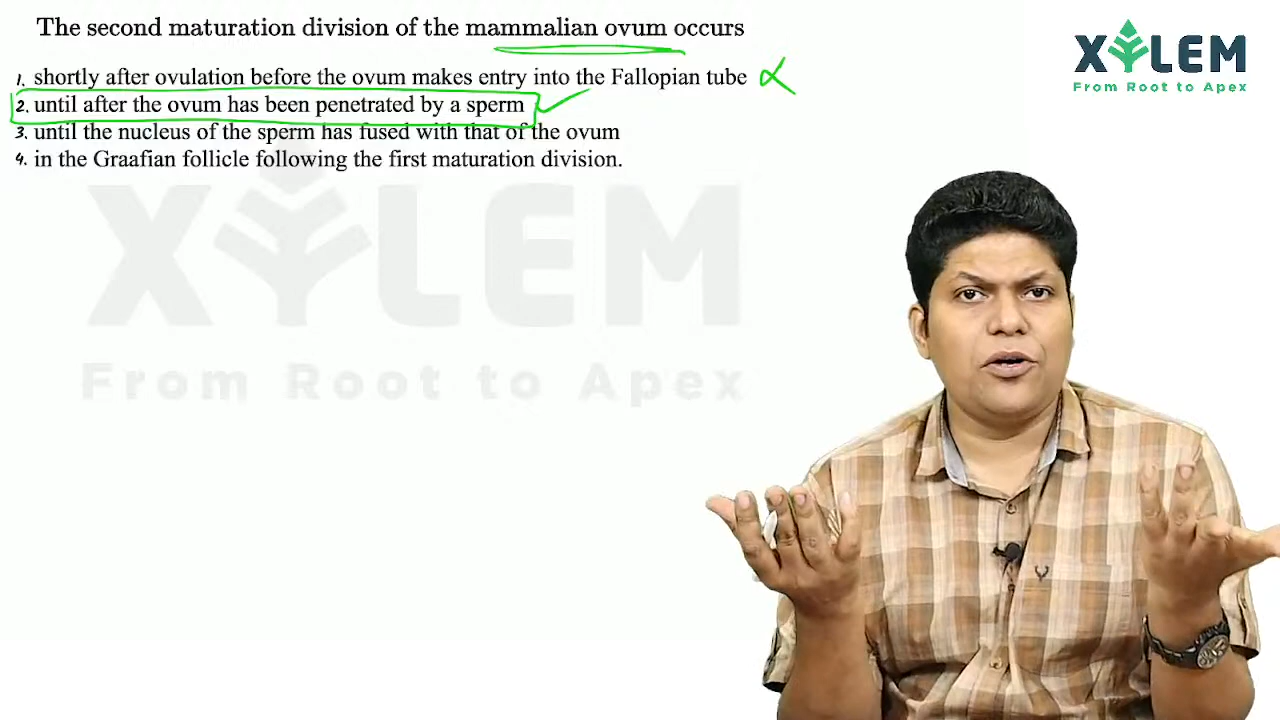 The second maturation division of the mammalian ovum occurs
1. shortly after ovulation before the ovum makes entry into the Fallopian tube
2. until after the ovum has been penetrated by a sperm
3. until the nucleus of the sperm has fused with that of the ovum
4. in the Graafian follicle following the first maturation division.
XYLEM
From Root to Apex
XYLEM
From Root to Apex